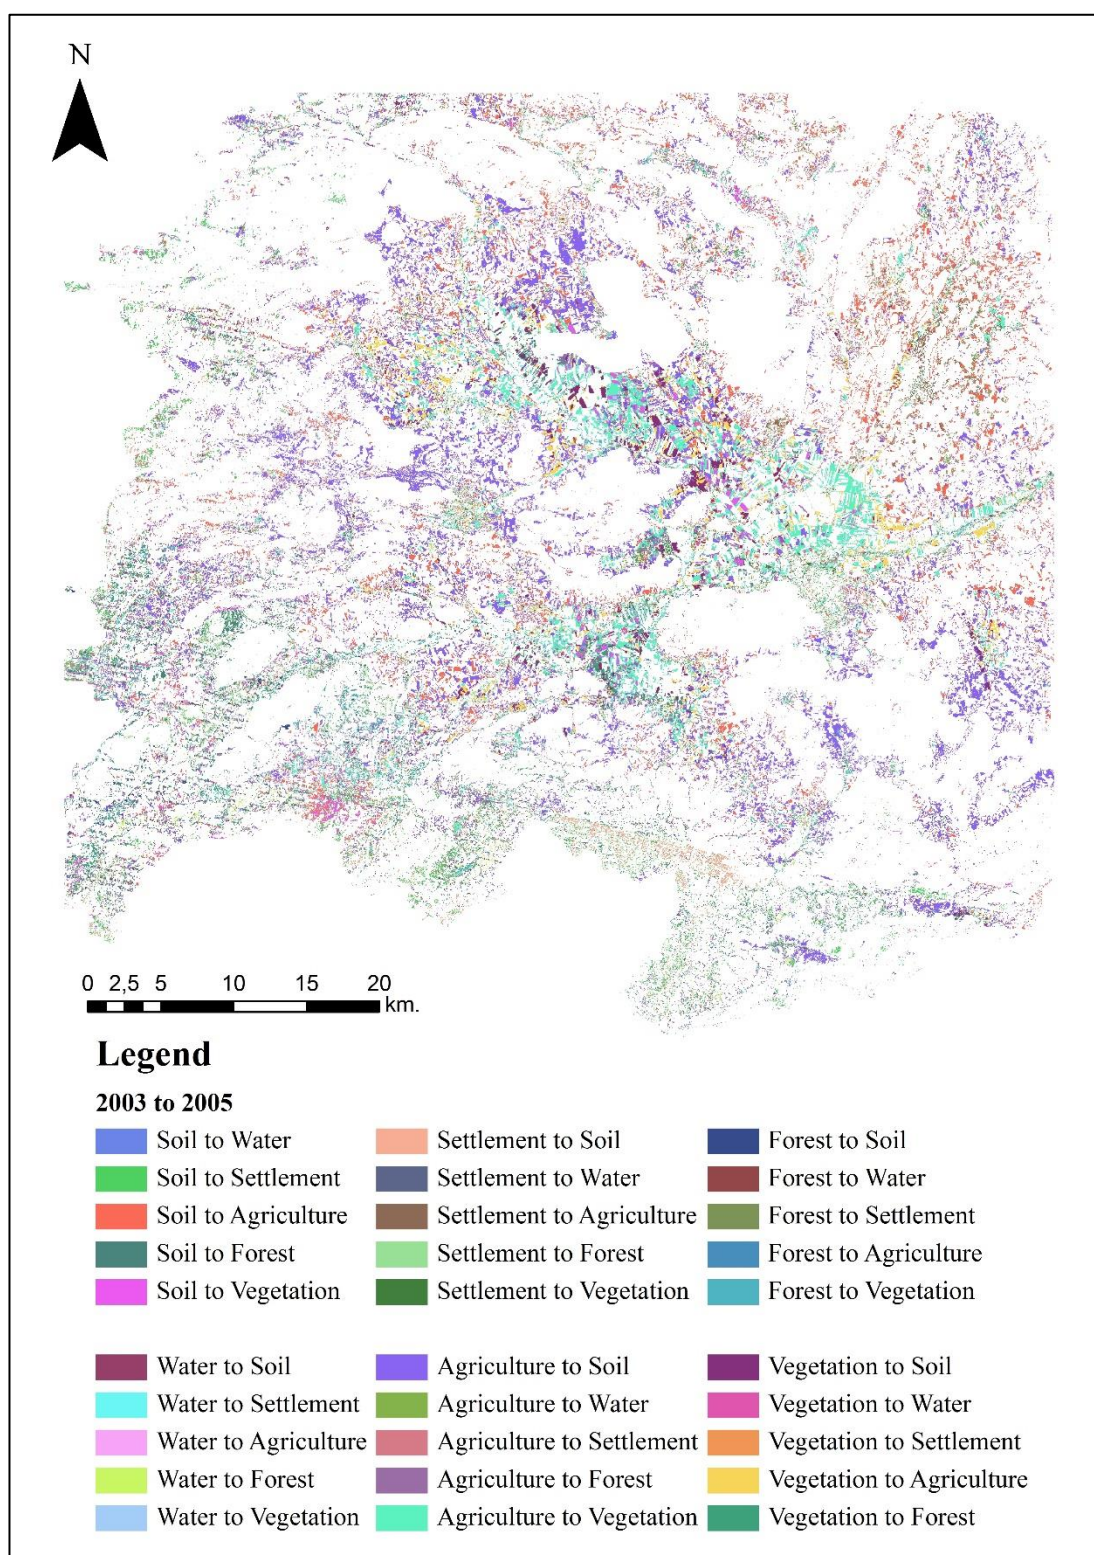 N
0 2,5 5 10 15 20
km.
Legend
2003 to 2005
Soil to Water
Soil to Settlement
Soil to Agriculture
Soil to Forest
Soil to Vegetation
Settlement to Soil
Settlement to Water
Settlement to Agriculture
Settlement to Forest
Settlement to Vegetation
Forest to Soil
Forest to Water
Forest to Settlement
Forest to Agriculture
Forest to Vegetation
Water to Soil
Water to Settlement
Water to Agriculture
Water to Forest
Water to Vegetation
Agriculture to Soil
Agriculture to Water
Agriculture to Settlement
Agriculture to Forest
Agriculture to Vegetation
Vegetation to Soil
Vegetation to Water
Vegetation to Settlement
Vegetation to Agriculture
Vegetation to Forest